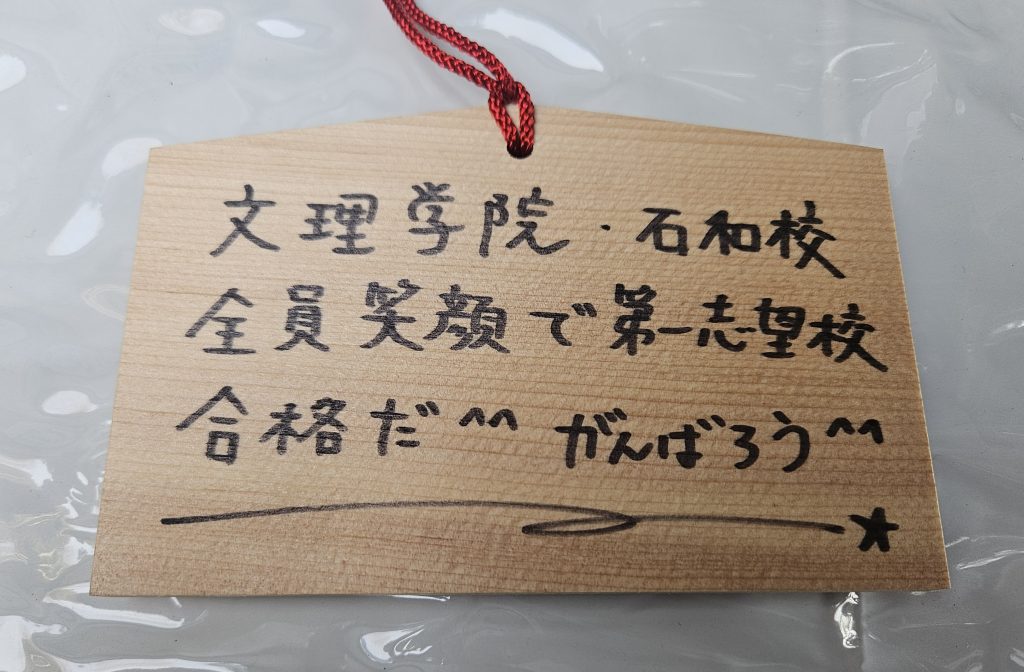 文理学院・石和校
全員笑顔で第一志望校
合格だ^^ がんばろう^^
★